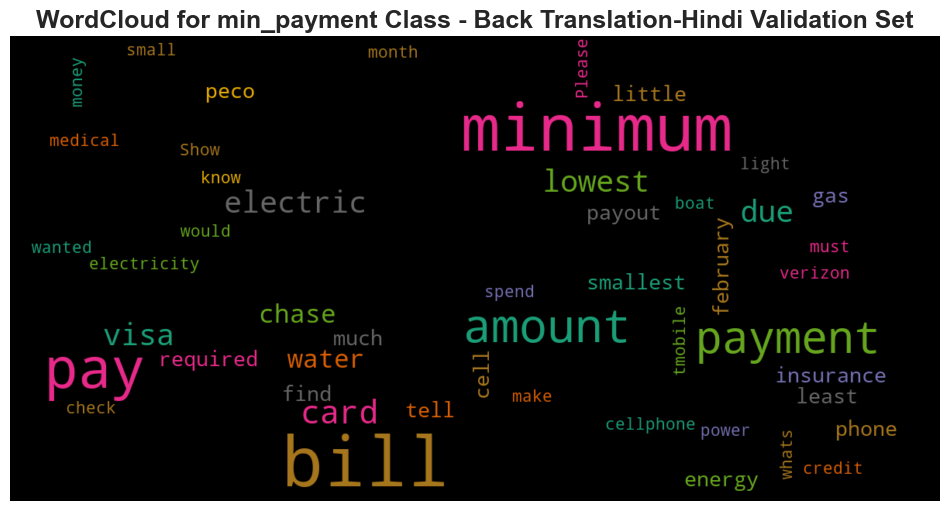 WordCloud for min_payment Class - Back Translation-Hindi Validation Set
small
month
Please
money
peco
little
minimum
medical
Show
light
know
lowest
gas
electric
payout
boat
due
would
wanted
must
electricity
february
verizon
smallest
spend
chase
amount
tmobile
visa
much
payment
pay
required
water
cell
insurance
find
make
least
check
card
tell
cellphone
power
phone
bill
whats
credit
energy